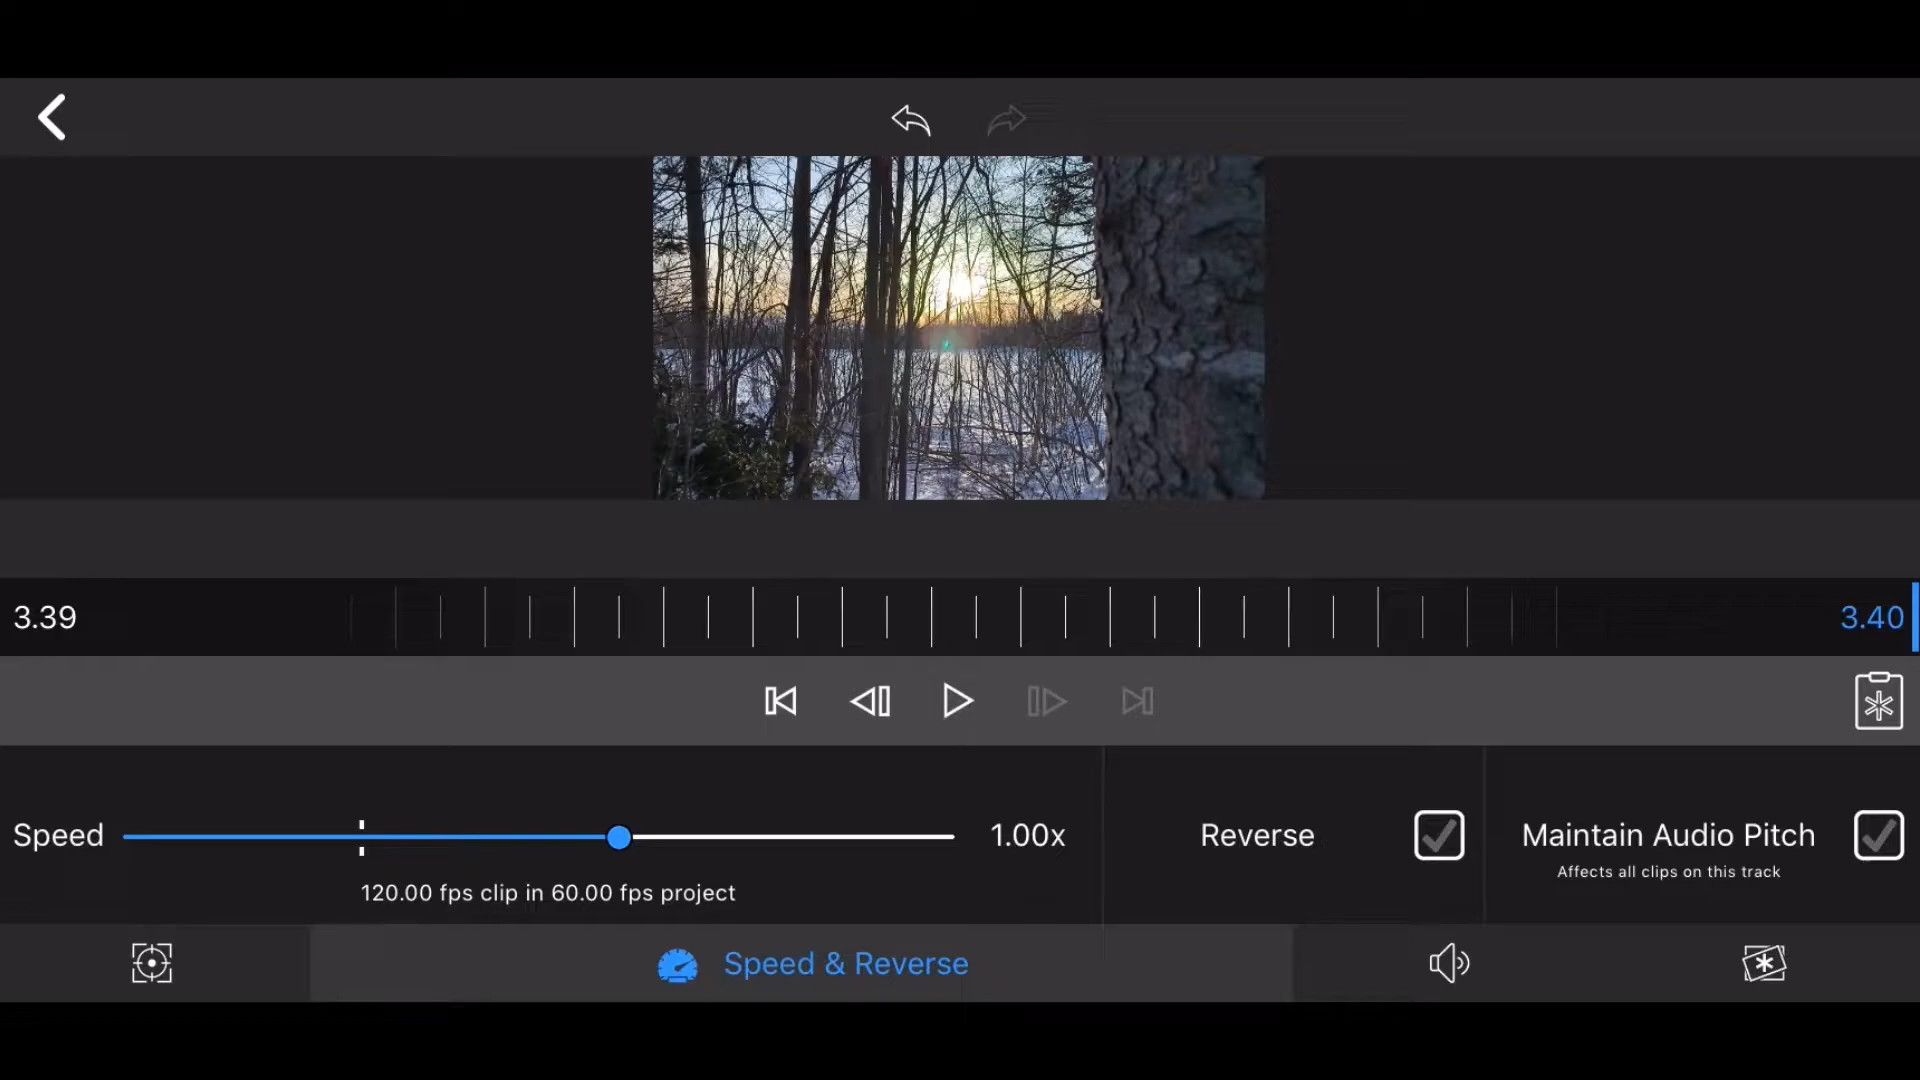 3.39
3.40
Speed
1.00x
120.00 fps clip in 60.00 fps project
Reverse
Maintain Audio Pitch
Affects all clips on this track
Speed & Reverse